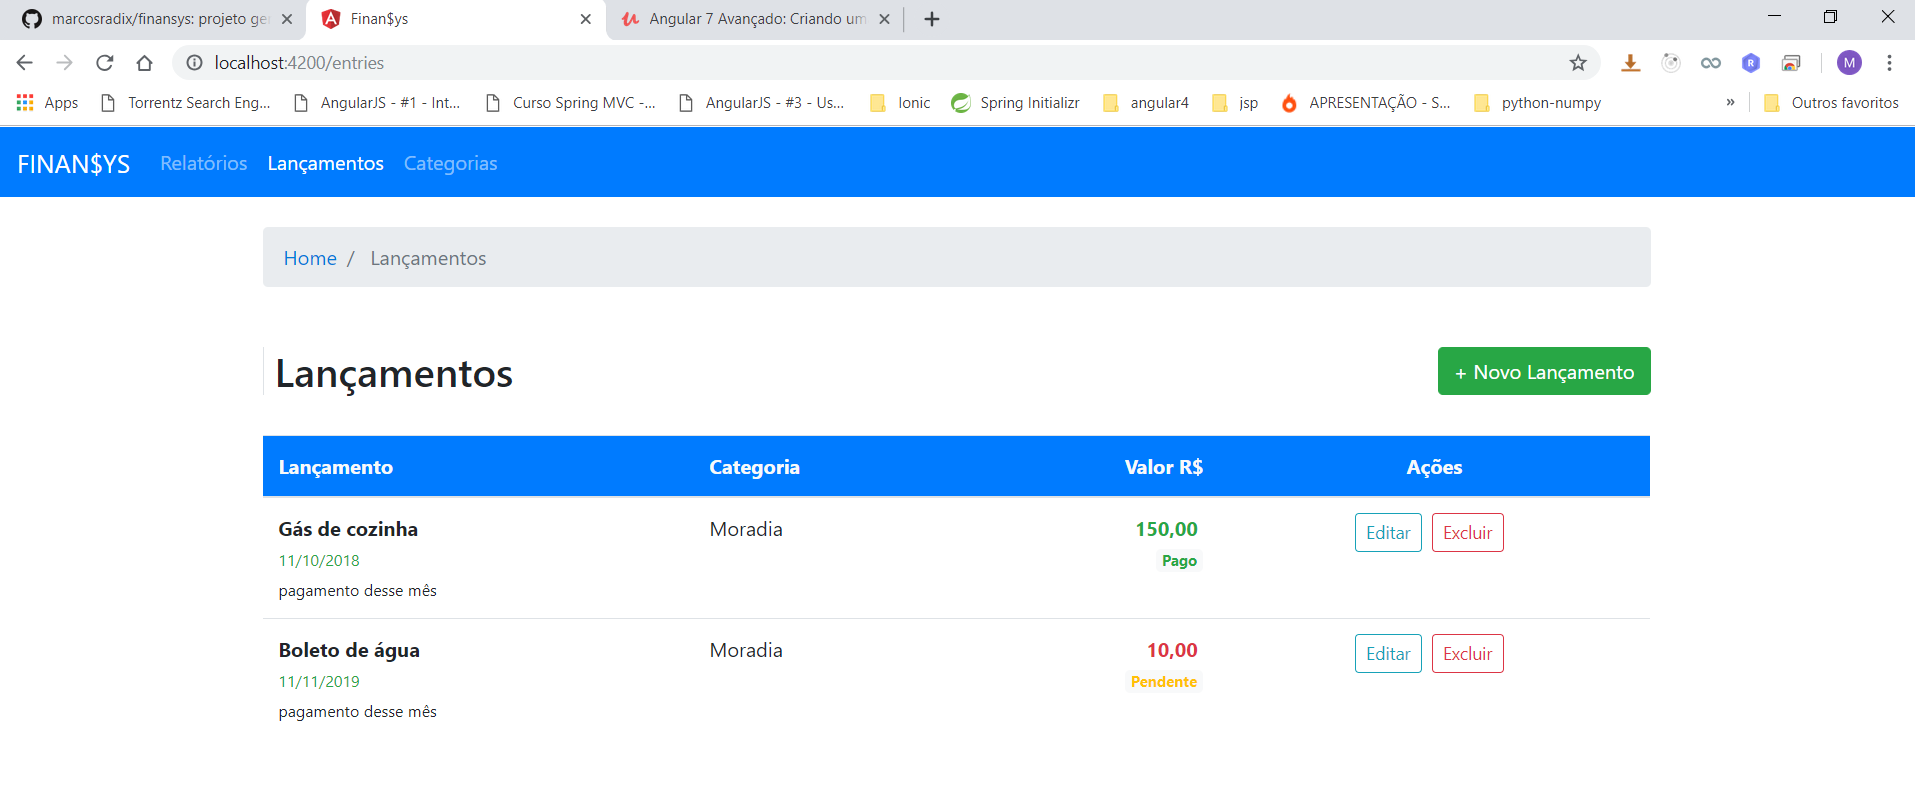 marcosradix/finansys: projeto ge
Finan$ys
Angular 7 Avançado: Criando um
localhost:4200/entries
M
Apps
Torrentz Search Eng...
AngularJS - #1 - Int...
Curso Spring MVC -...
AngularJS - #3 - Us...
Ionic
Spring Initializr
angular4
jsp
APRESENTAÇÃO - S...
python-numpy
»
Outros favoritos
FINAN$YS Relatórios Lançamentos Categorias
Home / Lançamentos
Lançamentos
+ Novo Lançamento
Lançamento Categoria Valor R$ Ações
Gás de cozinha Moradia 150,00 Editar Excluir
11/10/2018 Pago
pagamento desse mês
Boleto de água Moradia 10,00 Editar Excluir
11/11/2019 Pendente
pagamento desse mês